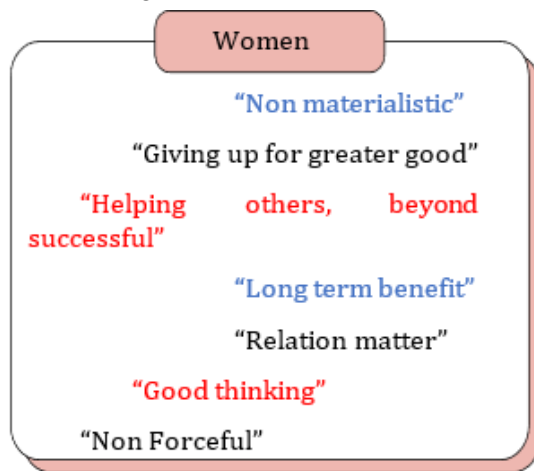 Women
“Non materialistic”
“Giving up for greater good”
“Helping others, beyond
successful”
“Long term benefit”
“Relation matter”
“Good thinking”
“Non Forceful”